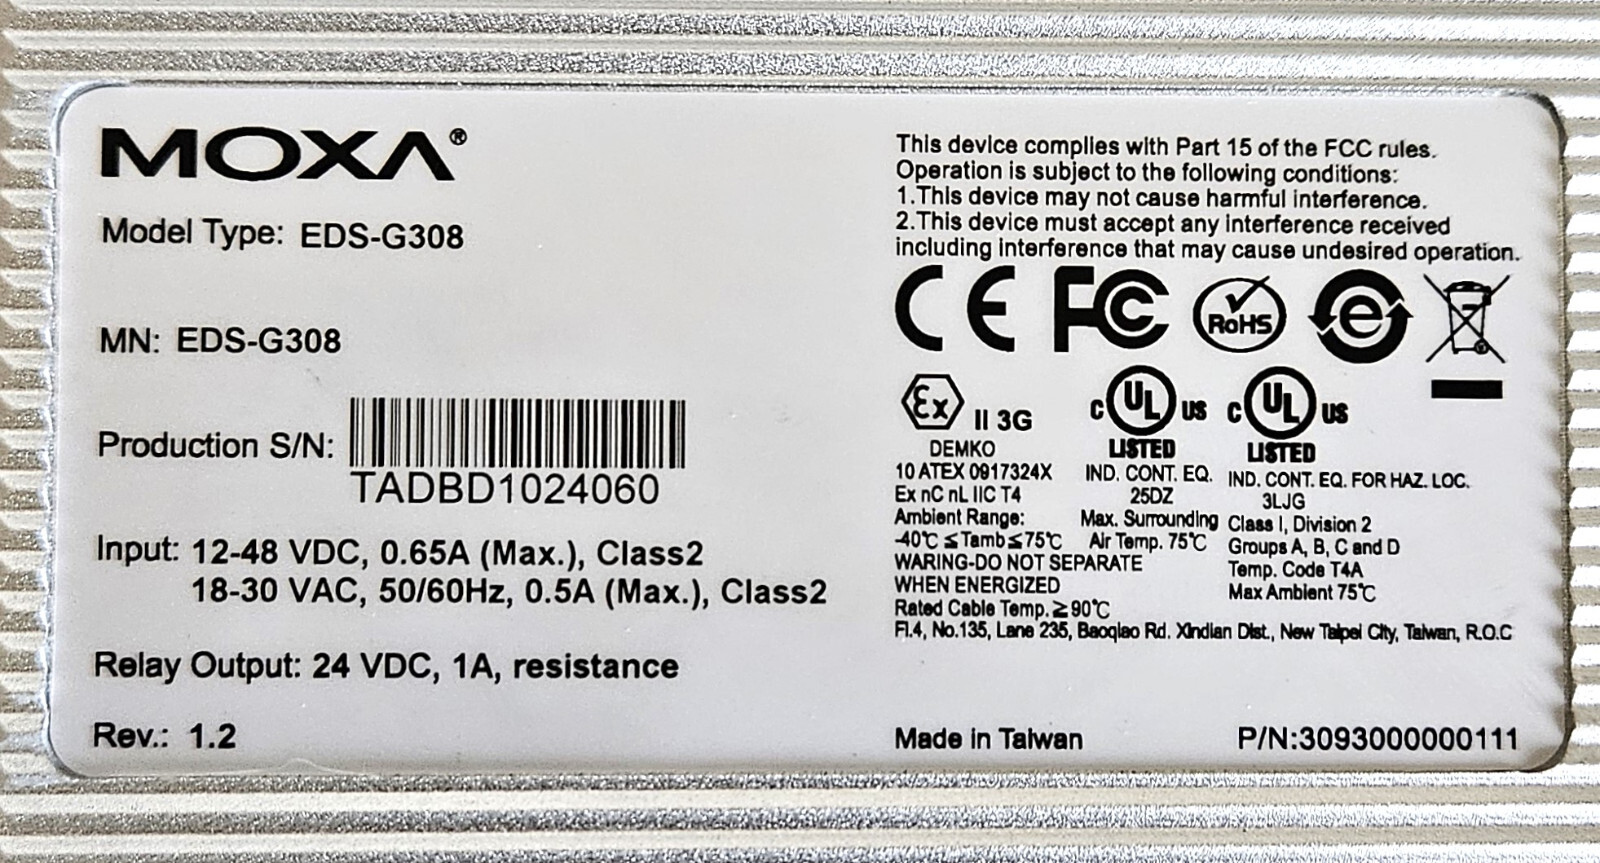 MOXA®
Model Type: EDS-G308
MN: EDS-G308
Production S/N:
TADBD1024060
Input: 12-48 VDC, 0.65A (Max.), Class2
18-30 VAC, 50/60Hz, 0.5A (Max.), Class2
Relay Output: 24 VDC, 1A, resistance
Rev.: 1.2
This device complies with Part 15 of the FCC rules.
Operation is subject to the following conditions:
1.This device may not cause harmful interference.
2.This device must accept any interference received
including interference that may cause undesired operation.
CE FC RoHS e
Ex II 3G
DEMKO
10 ATEX 0917324X
Ex nC nL IIC T4
Ambient Range:
-40℃ ≤Tamb≤75℃
WARING-DO NOT SEPARATE
WHEN ENERGIZED
Rated Cable Temp.≧90℃
C UL US
LISTED
IND. CONT. EQ.
25DZ
Max. Surrounding
Air Temp. 75℃
C UL US
LISTED
IND. CONT. EQ. FOR HAZ. LOC.
3LJG
Class I, Division 2
Groups A, B, C and D
Temp. Code T4A
Max Ambient 75℃
Fl.4, No.135, Lane 235, Baoqiao Rd. Xindian Dist., New Taipei City, Taiwan, R.O.C
Made in Taiwan
P/N:3093000000111